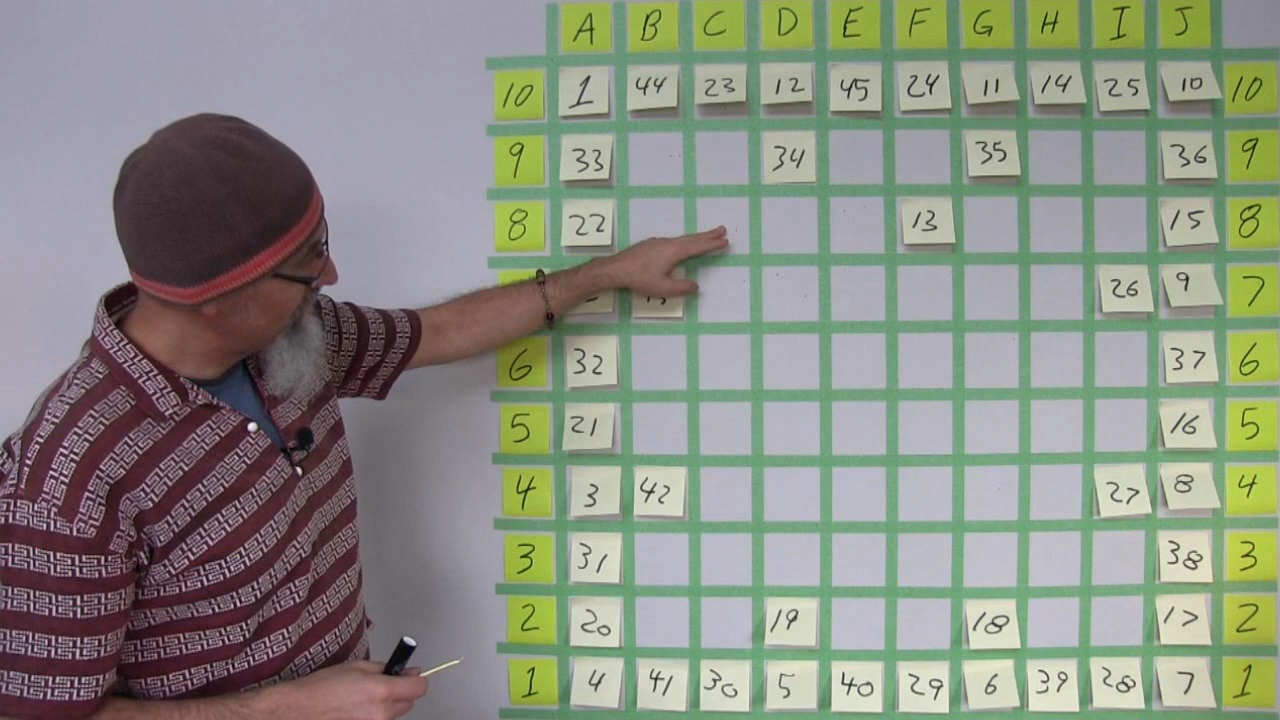 A B C D E F G H I J
10 1 44 23 12 45 24 11 14 25 10 10
9 33 34 35 36 9
8 22 13 15 8
26 9 7
6 32 37 6
5 21 16 5
4 3 42 27 8 4
3 31 38 3
2 20 19 18 17 2
1 4 41 30 5 40 29 6 39 28 7 1